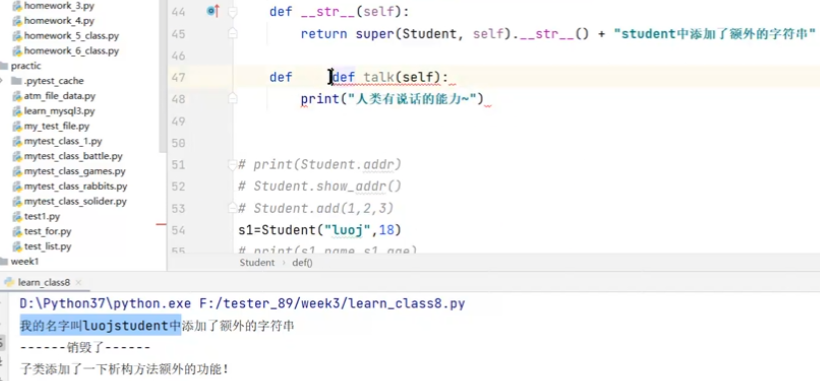 homework_3.py
homework_4.py
homework_5_class.py
homework_6_class.py
practic
.pytest_cache
atm_file_data.py
learn_mysql3.py
my_test_file.py
mytest_class_1.py
mytest_class_battle.py
mytest_class_games.py
mytest_class_rabbits.py
mytest_class_solider.py
test1.py
test_for.py
test_list.py
week1
44 def __str__(self):
45 return super(Student, self).__str__() + "student中添加了额外的字符串"
46
47 def def talk(self):
48 print("人类有说话的能力~")
49
50
51 # print(Student.addr)
52 # Student.show_addr()
53 # Student.add(1,2,3)
54 s1=Student("luoj",18)
55 # print(s1.name,s1.age)
Student › def()
learn_class8 ×
D:\Python37\python.exe F:/tester_89/week3/learn_class8.py
我的名字叫luojstudent中添加了额外的字符串
------销毁了------
子类添加了一下析构方法额外的功能！